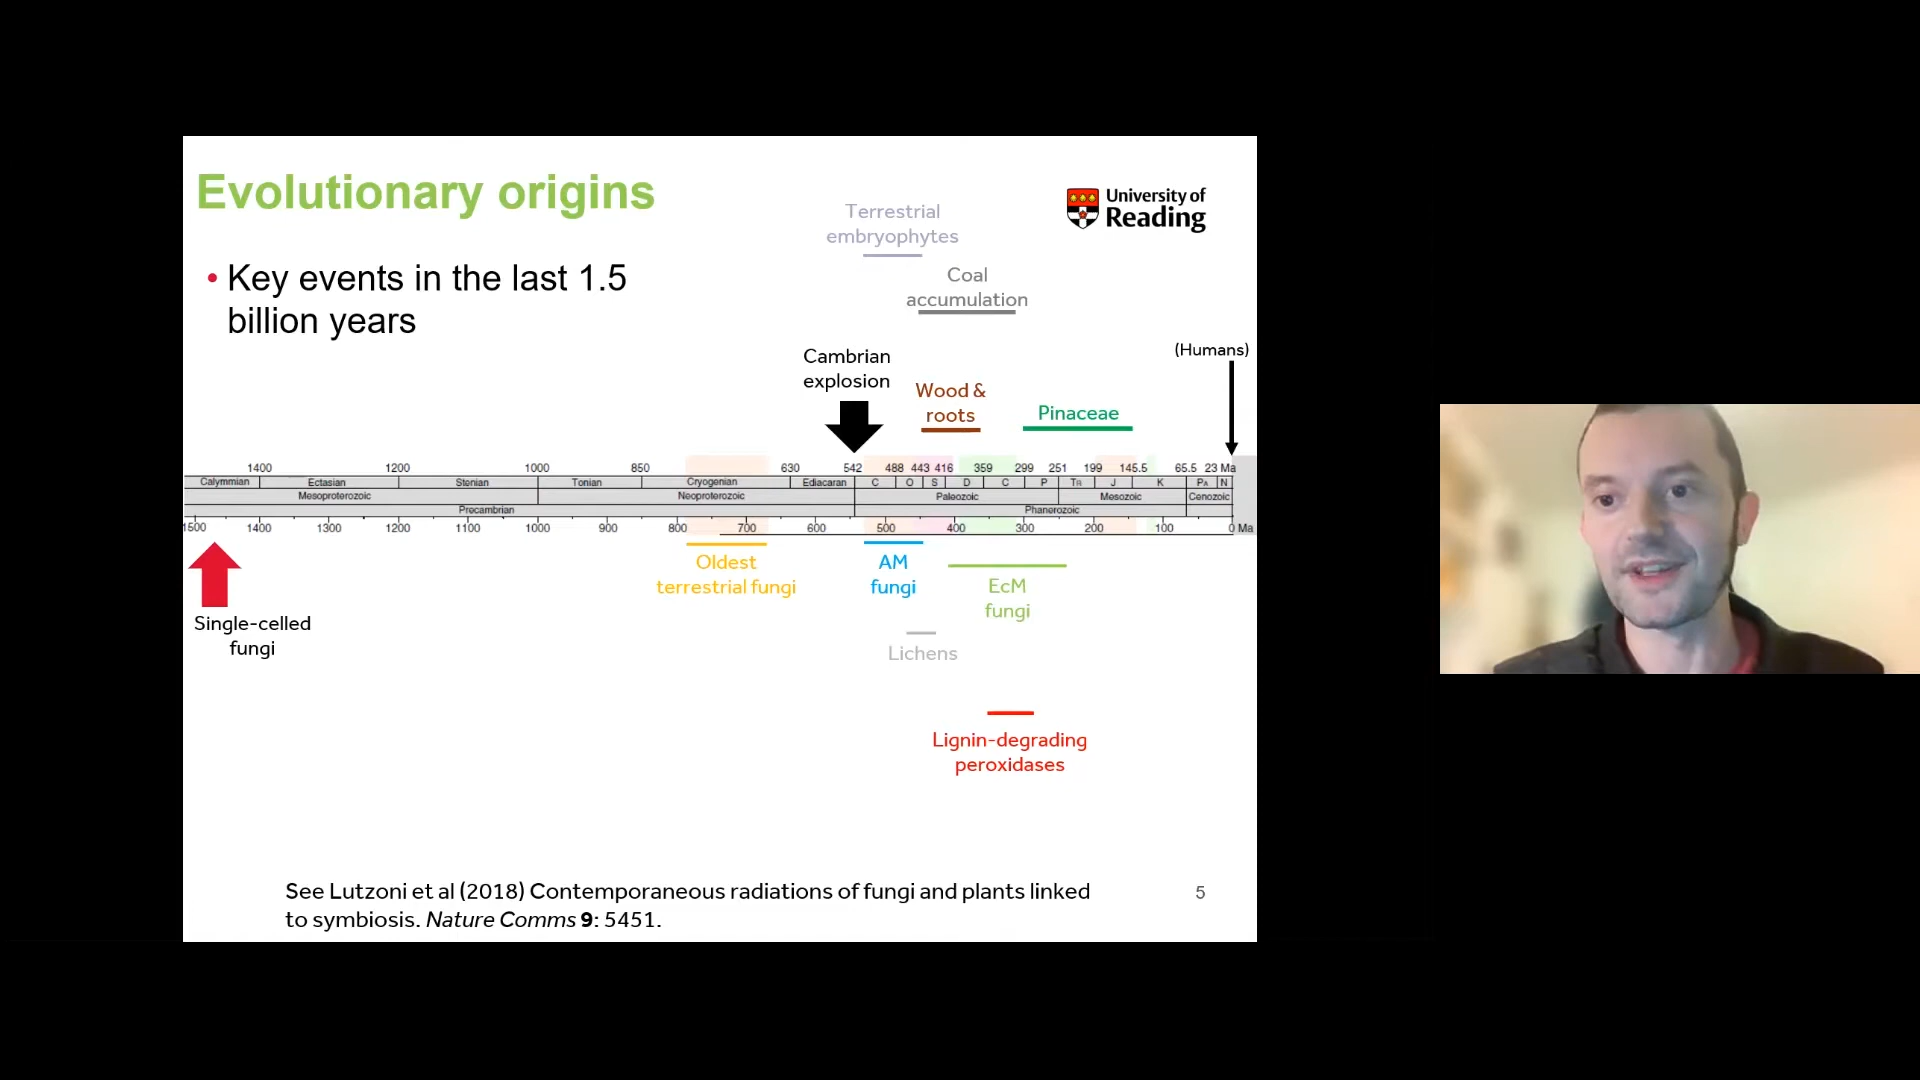 Evolutionary origins
University of
Reading
• Key events in the last 1.5
billion years
Terrestrial
embryophytes
Coal
accumulation
Cambrian
explosion
Wood &
roots
Pinaceae
(Humans)
1400 1200 1000 850 630 542 488 443 416 359 299 251 199 145.5 65.5 23 Ma
Calymmian Ectasian Stenian Tonian Cryogenian Ediacaran C O S D C P TR J K PA N
Mesoproterozoic Neoproterozoic Paleozoic Mesozoic Cenozoic
Precambrian Phanerozoic
1500 1400 1300 1200 1100 1000 900 800 700 600 500 400 300 200 100 0 Ma
Single-celled
fungi
Oldest
terrestrial fungi
AM
fungi
EcM
fungi
Lichens
Lignin-degrading
peroxidases
See Lutzoni et al (2018) Contemporaneous radiations of fungi and plants linked
to symbiosis. Nature Comms 9: 5451.
5